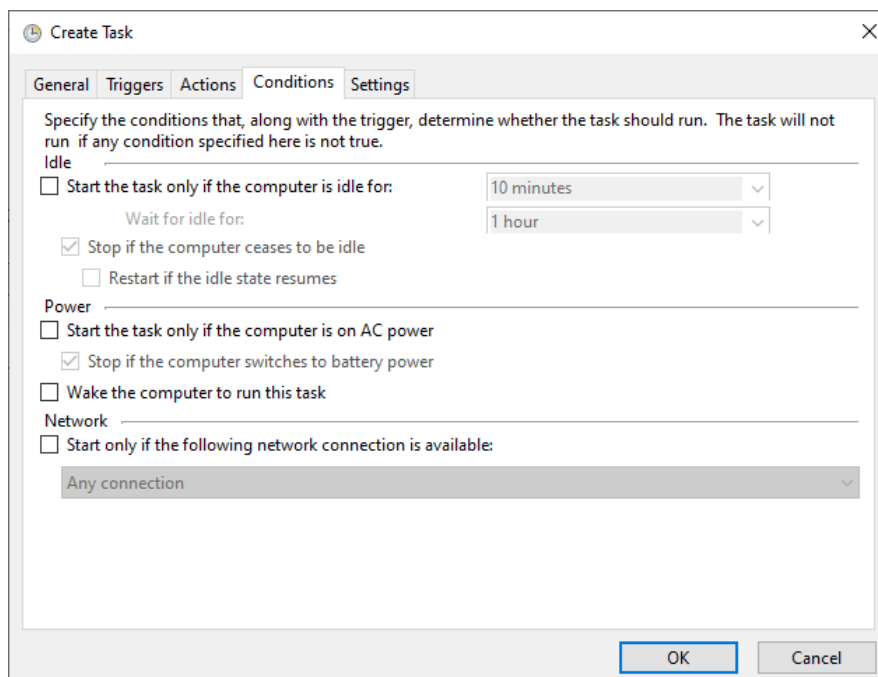 Create Task
General Triggers Actions Conditions Settings
Specify the conditions that, along with the trigger, determine whether the task should run.  The task will not
run  if any condition specified here is not true.
Idle
Start the task only if the computer is idle for: 10 minutes
Wait for idle for: 1 hour
Stop if the computer ceases to be idle
Restart if the idle state resumes
Power
Start the task only if the computer is on AC power
Stop if the computer switches to battery power
Wake the computer to run this task
Network
Start only if the following network connection is available:
Any connection
OK Cancel